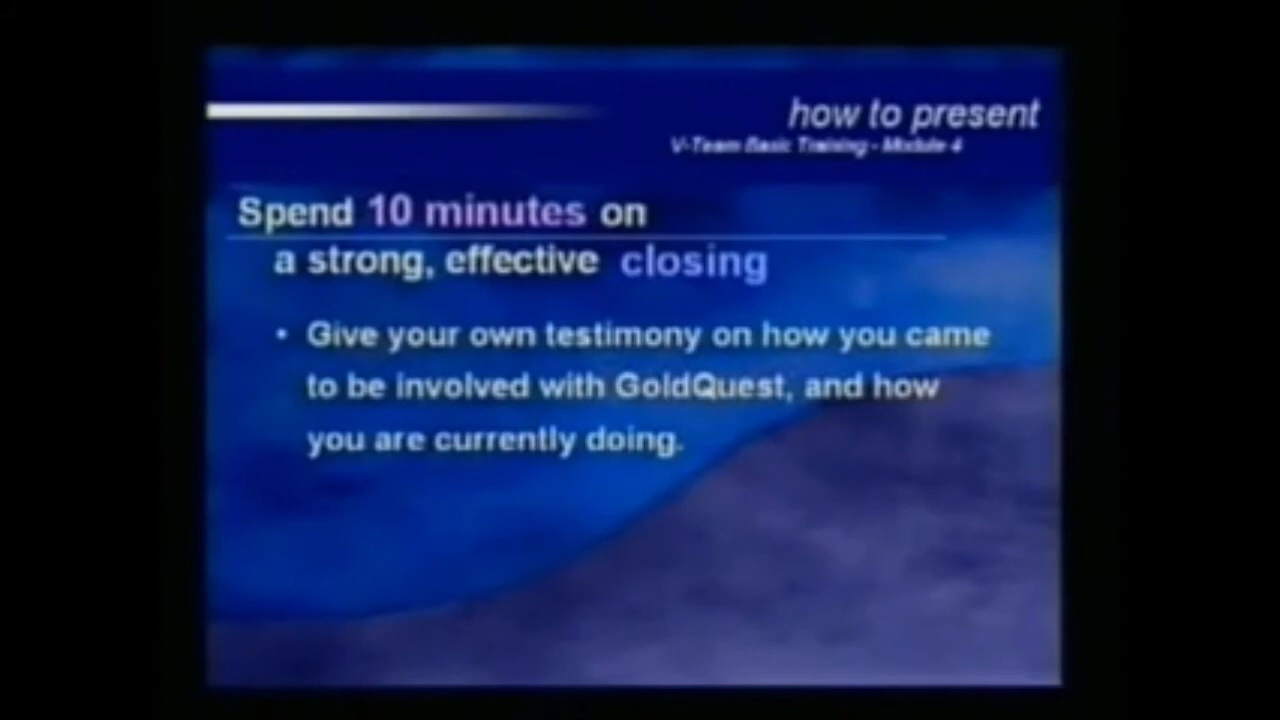 how to present
V-Team Basic Training - Module 4
Spend 10 minutes on
a strong, effective closing
• Give your own testimony on how you came
to be involved with GoldQuest, and how
you are currently doing.